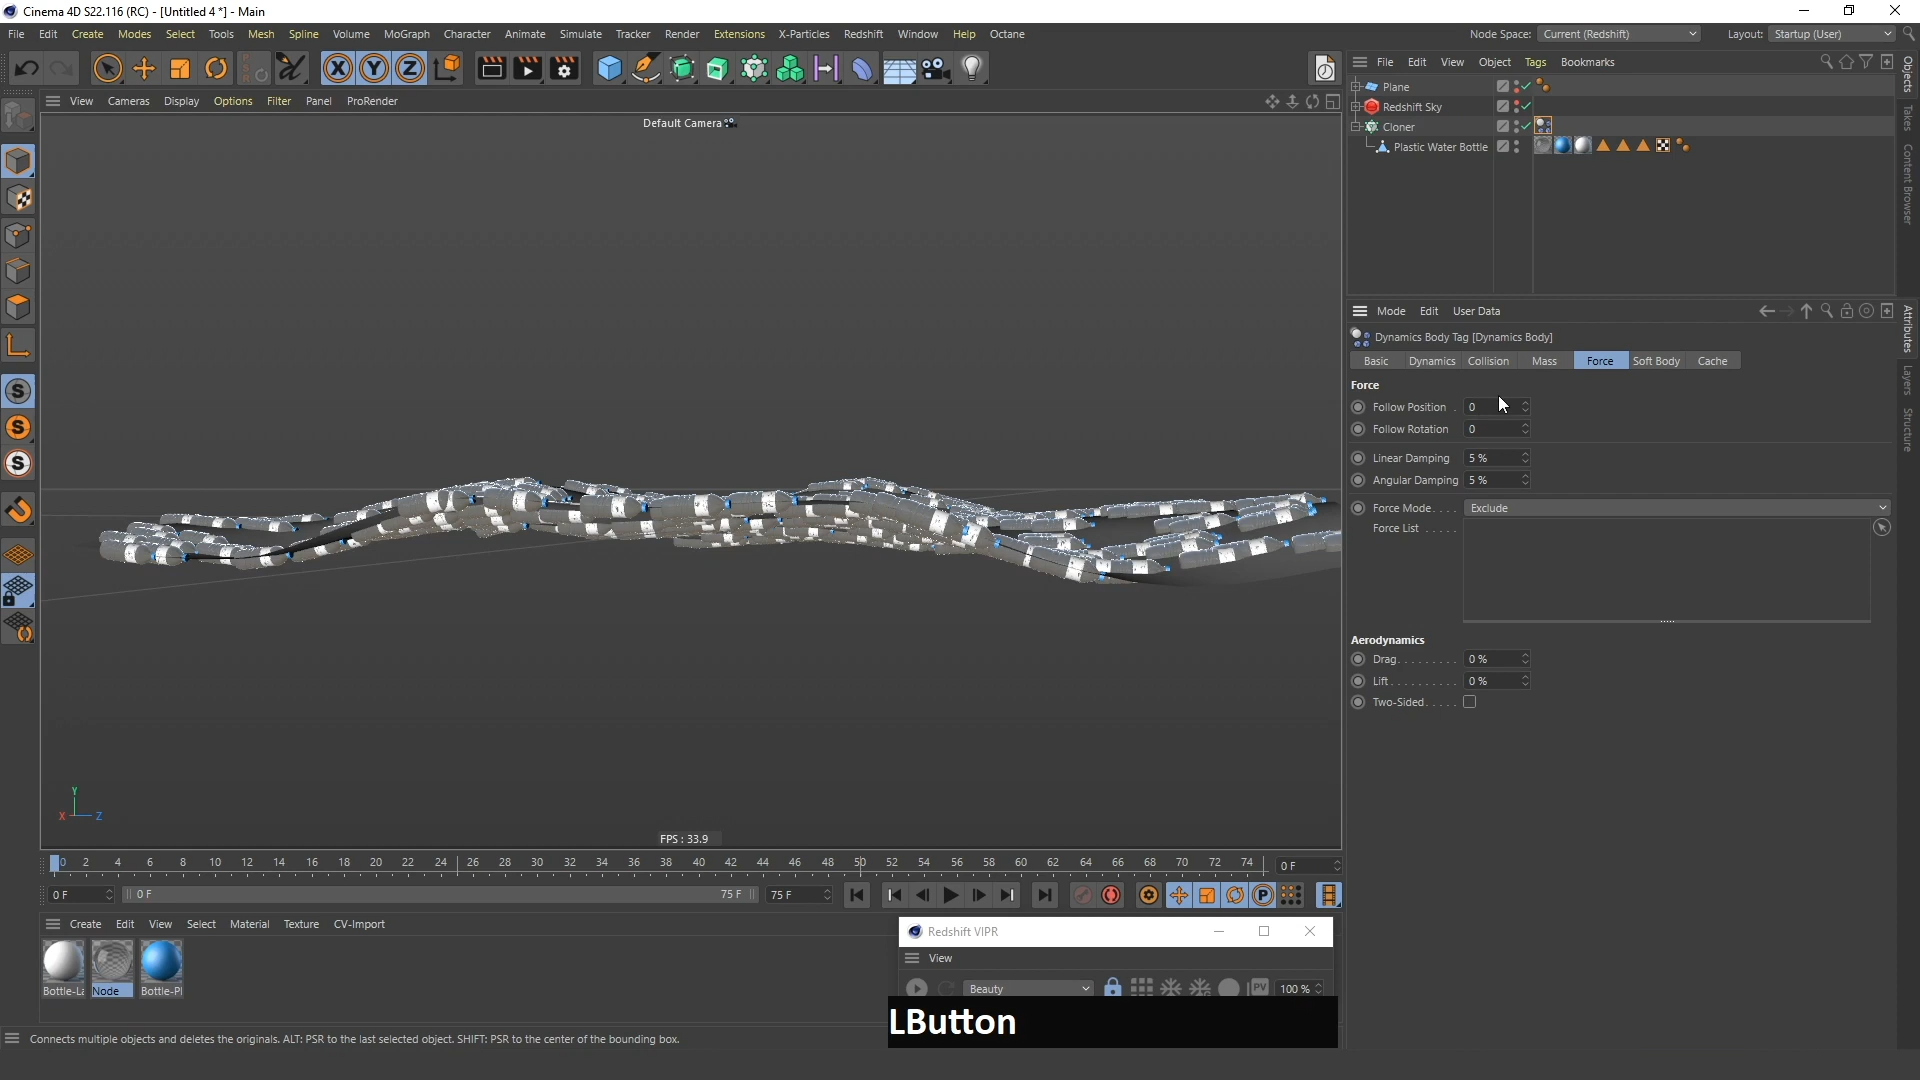 Cinema 4D S22.116 (RC) - [Untitled 4 *] - Main
File Edit Create Modes Select Tools Mesh Spline Volume MoGraph Character Animate Simulate Tracker Render Extensions X-Particles Redshift Window Help Octane Node Space: Current (Redshift) Layout: Startup (User)
X Y Z
File Edit View Object Tags Bookmarks
View Cameras Display Options Filter Panel ProRender
Default Camera
Plane
Redshift Sky
Cloner
Plastic Water Bottle
Objects
Takes
Content Browser
Attributes
Layers
Structure
Mode Edit User Data
Dynamics Body Tag [Dynamics Body]
Basic Dynamics Collision Mass Force Soft Body Cache
Force
Follow Position . 0
Follow Rotation 0
Linear Damping 5 %
Angular Damping 5 %
Force Mode. . . . Exclude
Force List . . . . .
Aerodynamics
Drag. . . . . . . . . 0 %
Lift. . . . . . . . . . 0 %
Two-Sided. . . . .
Y
X Z
FPS : 33.9
0 2 4 6 8 10 12 14 16 18 20 22 24 26 28 30 32 34 36 38 40 42 44 46 48 50 52 54 56 58 60 62 64 66 68 70 72 74 0 F
0 F 0 F 75 F 75 F
Create Edit View Select Material Texture CV-Import
Bottle-La Node Bottle-Pl
Redshift VIPR
View
Beauty PV 100 %
LButton
Connects multiple objects and deletes the originals. ALT: PSR to the last selected object. SHIFT: PSR to the center of the bounding box.